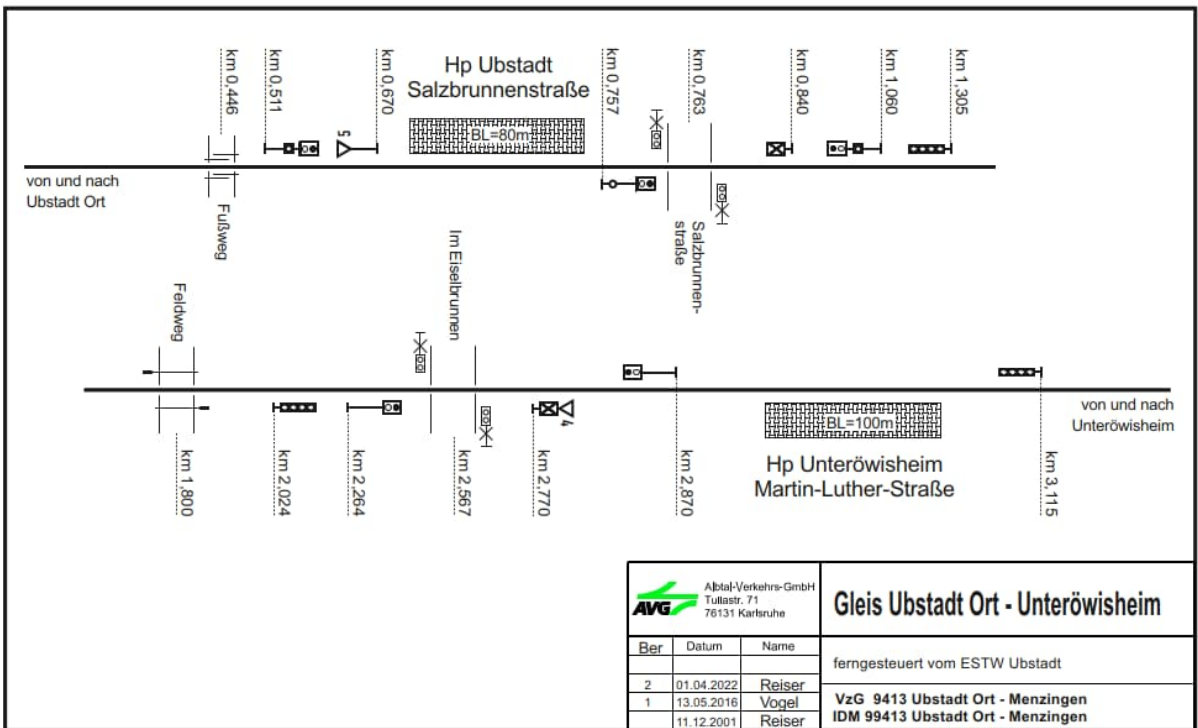 km 0,446
km 0,511
km 0,670
5
Hp Ubstadt
Salzbrunnenstraße
BL=80m
km 0,757
km 0,763
km 0,840
km 1,060
km 1,305
von und nach
Ubstadt Ort
Fußweg
Salzbrunnen-
straße
Feldweg
Im Eiselbrunnen
km 1,800
km 2,024
km 2,264
km 2,567
km 2,770
4
km 2,870
BL=100m
Hp Unteröwisheim
Martin-Luther-Straße
von und nach
Unteröwisheim
km 3,115
AVG
Albtal-Verkehrs-GmbH
Tullastr. 71
76131 Karlsruhe
Gleis Ubstadt Ort - Unteröwisheim
Ber Datum Name
2 01.04.2022 Reiser
1 13.05.2016 Vogel
11.12.2001 Reiser
ferngesteuert vom ESTW Ubstadt
VzG 9413 Ubstadt Ort - Menzingen
IDM 99413 Ubstadt Ort - Menzingen